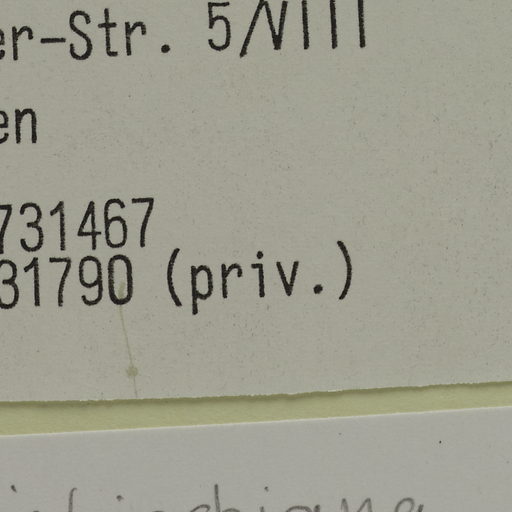 er-Str. 5/VIII
en
731467
31790 (priv.)